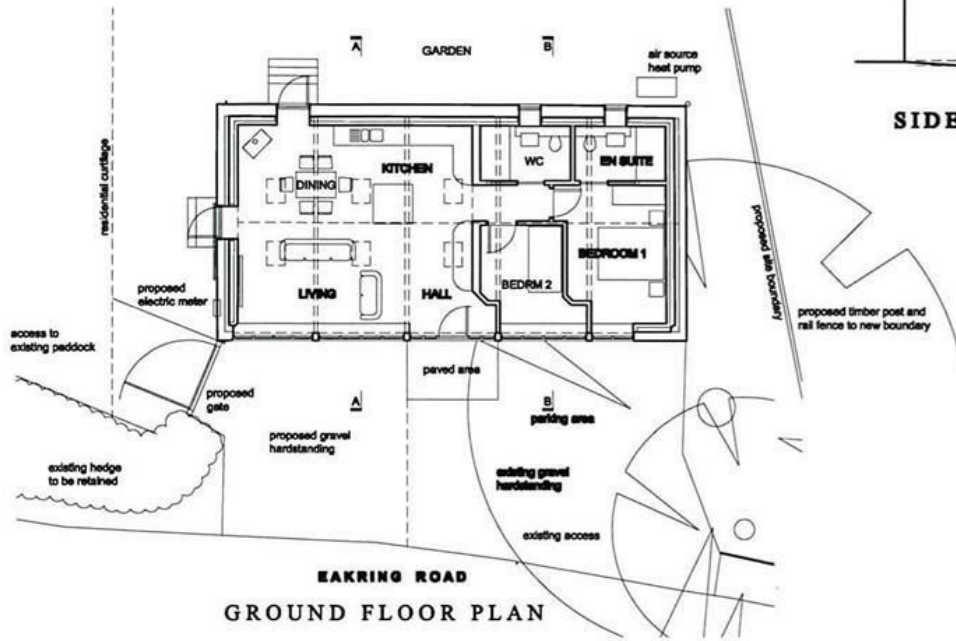 A
GARDEN
B
air source
heat pump
SIDE
residential curtilage
KITCHEN
WC
EN SUITE
DINING
BEDROOM 1
BEDRM 2
LIVING
HALL
proposed site boundary
proposed
electric meter
proposed timber post and
rail fence to new boundary
access to
existing paddock
paved area
proposed
gate
A
B
parking area
proposed gravel
hardstanding
existing hedge
to be retained
existing gravel
hardstanding
existing access
EAKRING ROAD
GROUND FLOOR PLAN